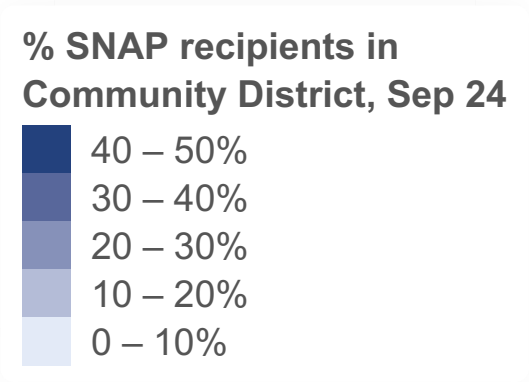 % SNAP recipients in
Community District, Sep 24
40 – 50%
30 – 40%
20 – 30%
10 – 20%
0 – 10%